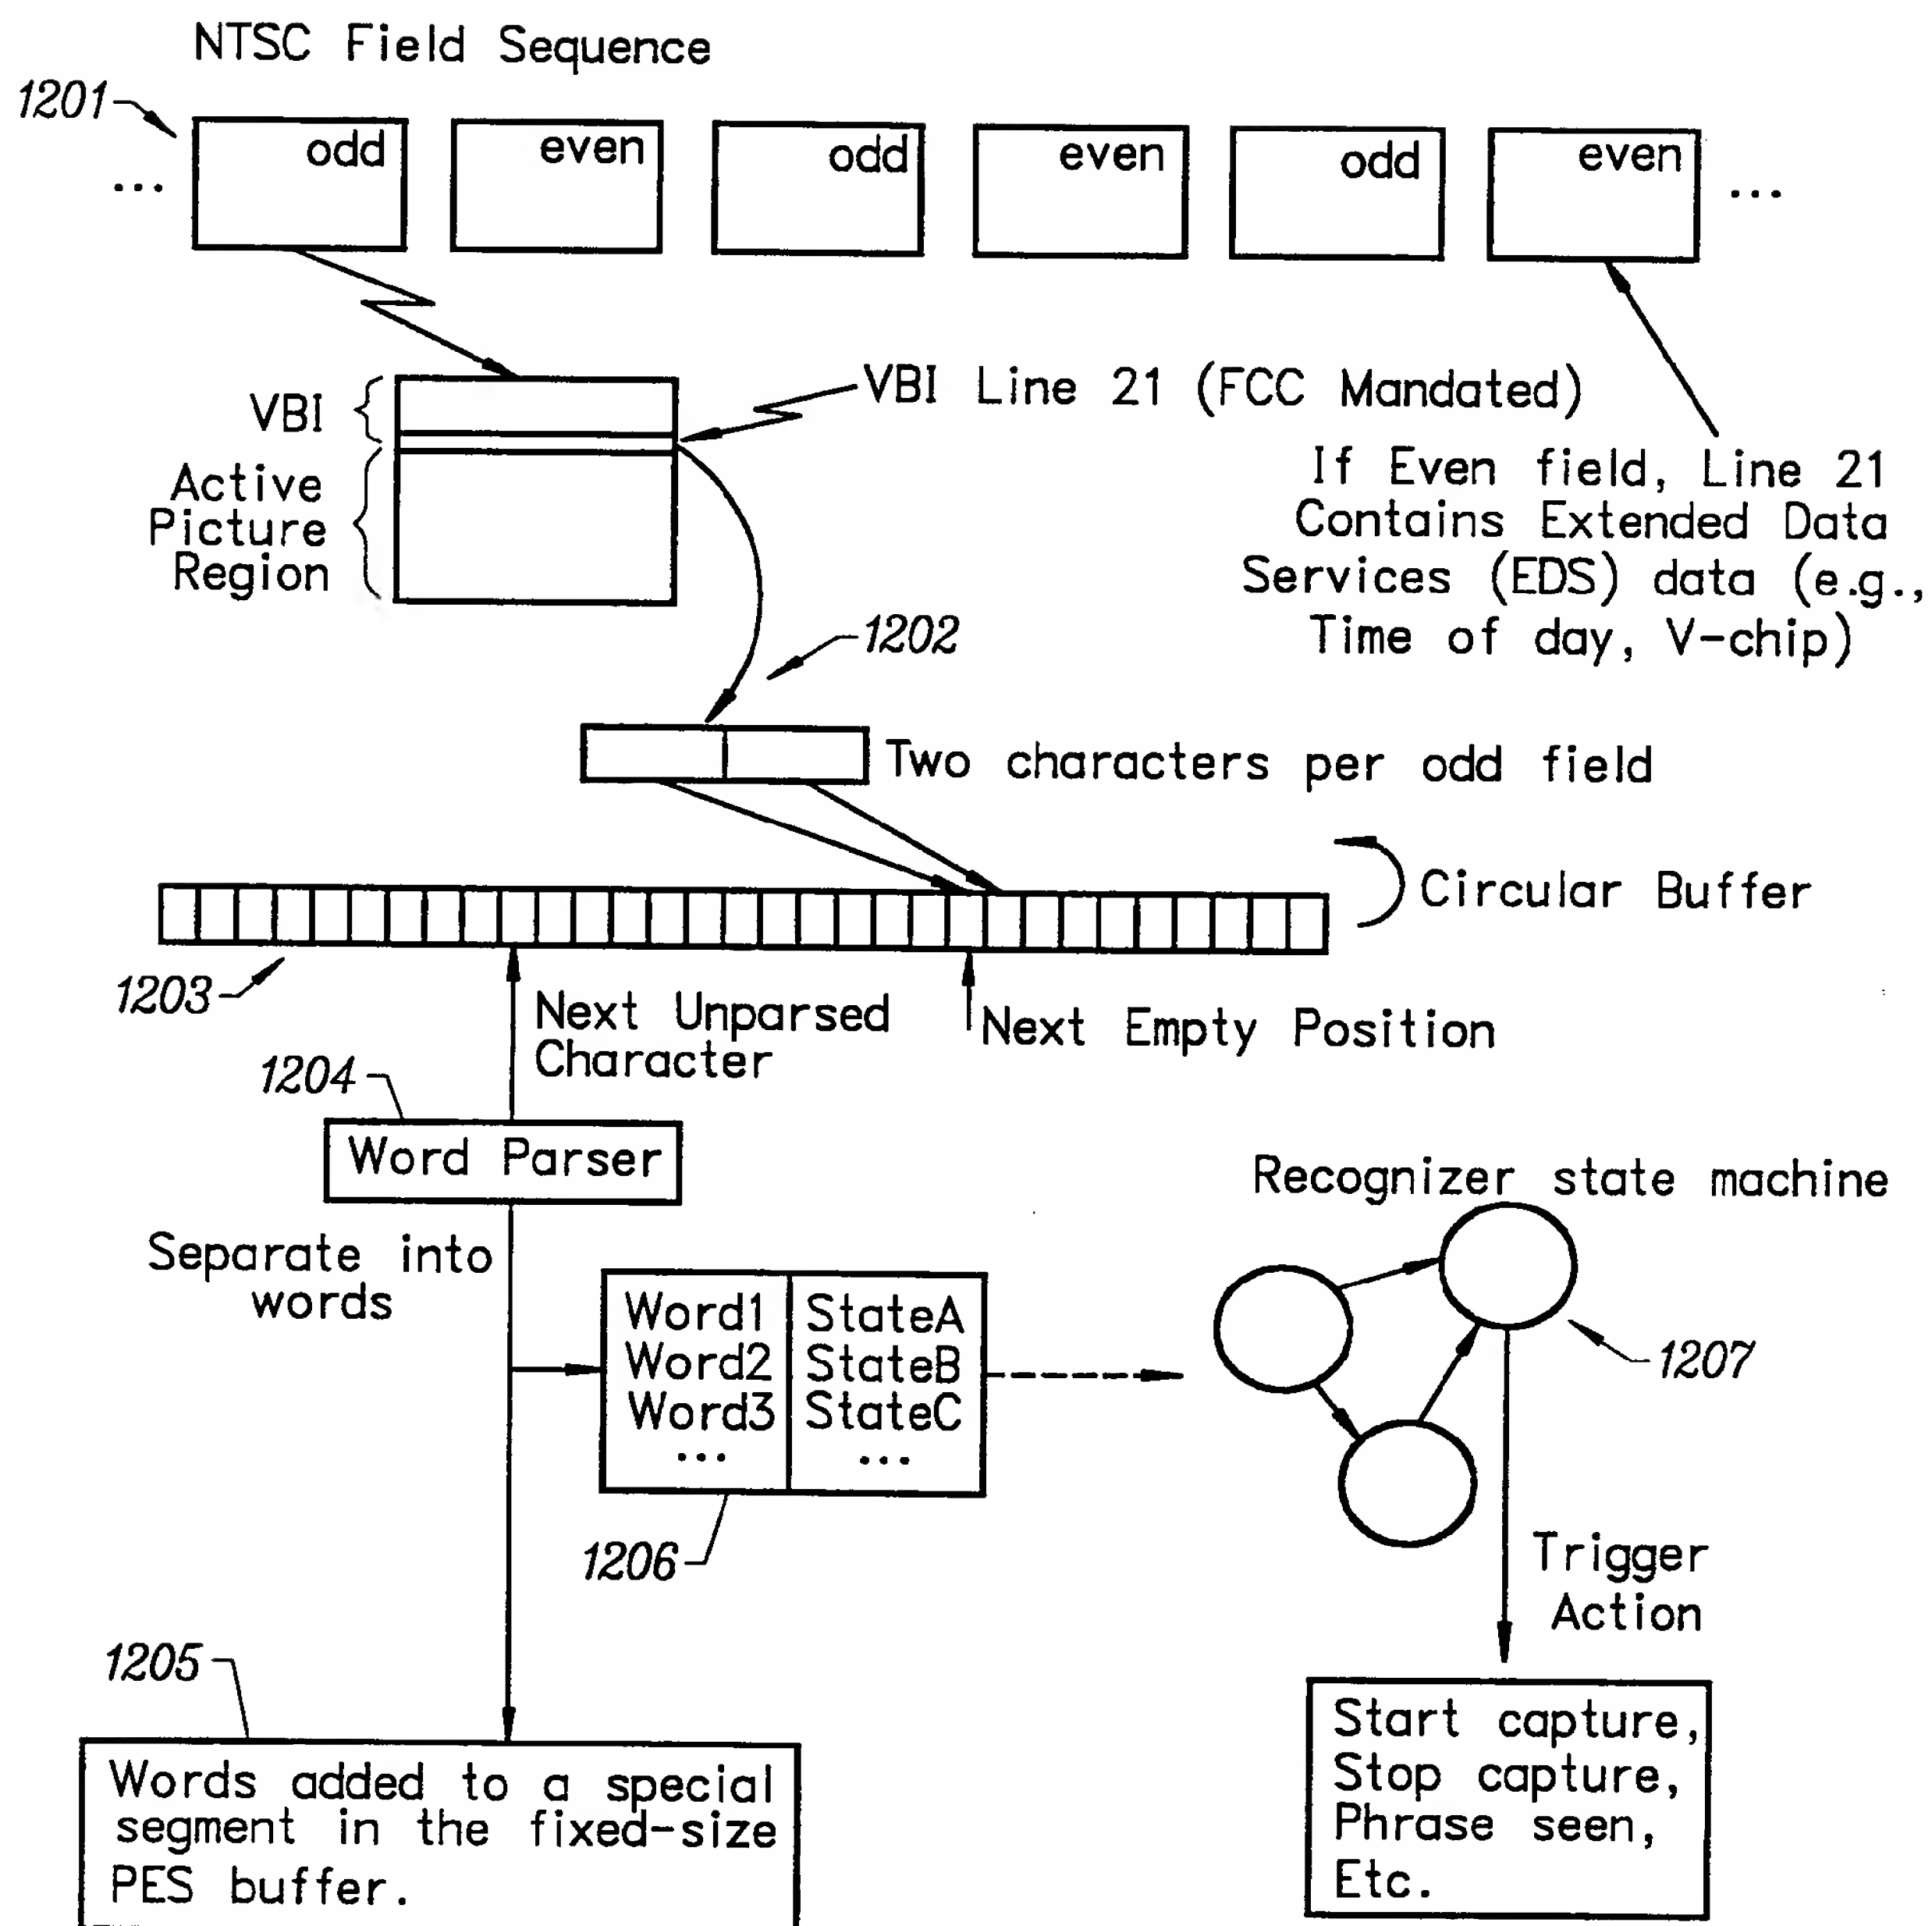 NTSC Field Sequence
1201
odd
even
odd
even
odd
even
...
...
VBI
VBI Line 21 (FCC Mandated)
Active
Picture
Region
If Even field, Line 21
Contains Extended Data
Services (EDS) data (e.g.,
Time of day, V-chip)
1202
Two characters per odd field
Circular Buffer
1203
Next Unparsed
Character
Next Empty Position
1204
Word Parser
Separate into
words
Recognizer state machine
Word1 StateA
Word2 StateB
Word3 StateC
... ...
1207
1206
Trigger
Action
1205
Words added to a special
segment in the fixed-size
PES buffer.
Start capture,
Stop capture,
Phrase seen,
Etc.